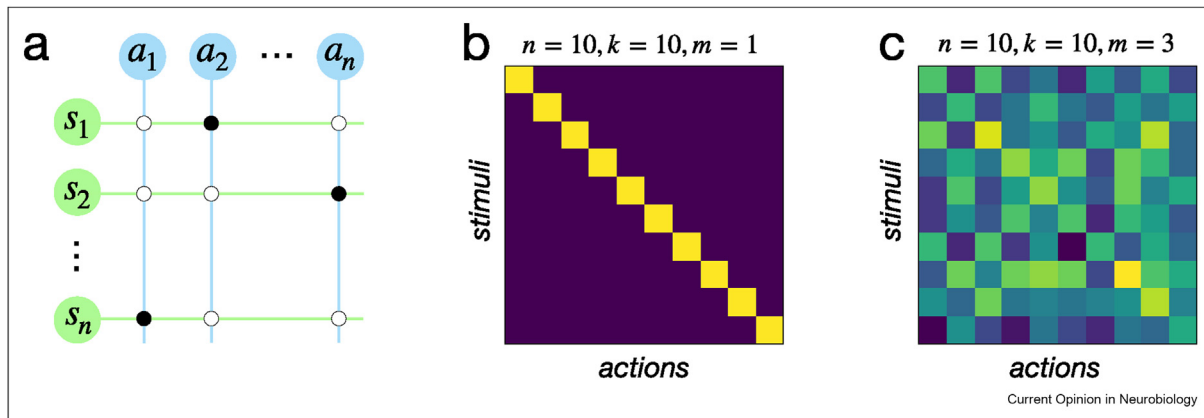 a
a₁ a₂ ... aₙ
s₁
s₂
⋮
sₙ
b
n = 10, k = 10, m = 1
stimuli
actions
c
n = 10, k = 10, m = 3
stimuli
actions
Current Opinion in Neurobiology